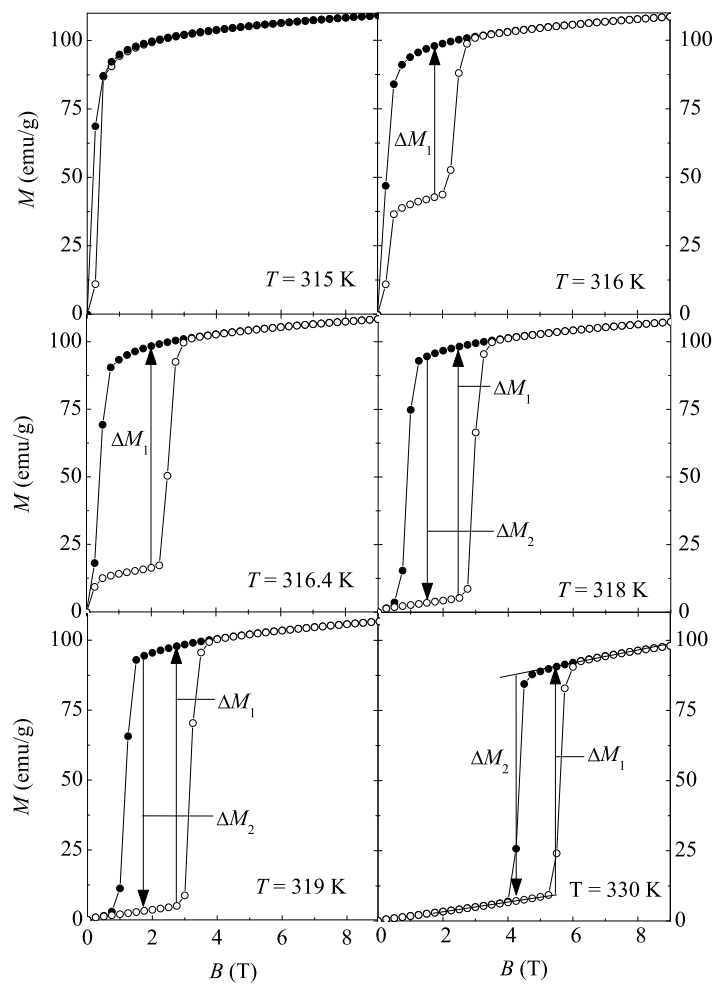 100
75
50
25
0
M (emu/g)
T = 315 K
ΔM1
T = 316 K
100
75
50
25
0
100
75
50
25
0
M (emu/g)
ΔM1
T = 316.4 K
ΔM1
ΔM2
T = 318 K
100
75
50
25
0
100
75
50
25
0
M (emu/g)
ΔM1
ΔM2
T = 319 K
ΔM2
ΔM1
T = 330 K
100
75
50
25
0
0 2 4 6 8
0 2 4 6 8
B (T)
B (T)